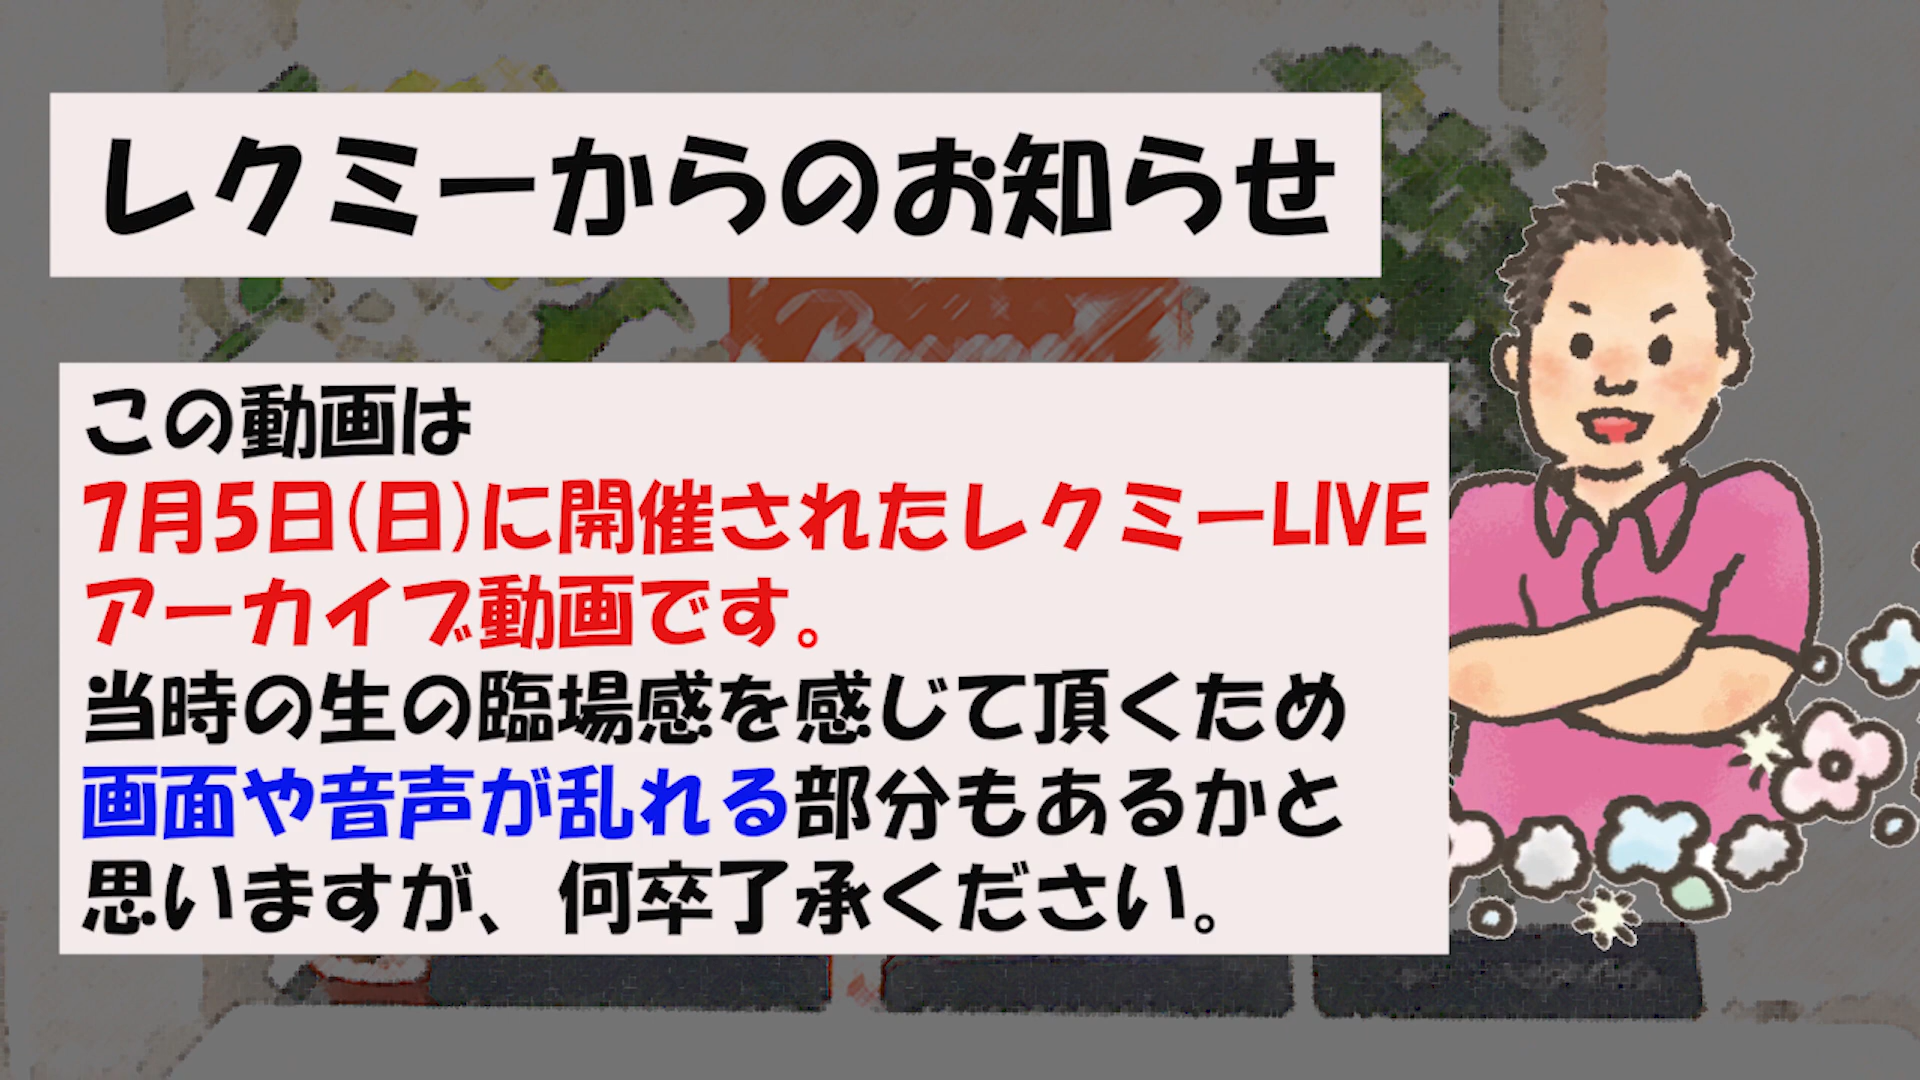 レクミーからのお知らせ
この動画は
7月5日(日)に開催されたレクミーLIVE
アーカイブ動画です。
当時の生の臨場感を感じて頂くため
画面や音声が乱れる部分もあるかと
思いますが、何卒了承ください。